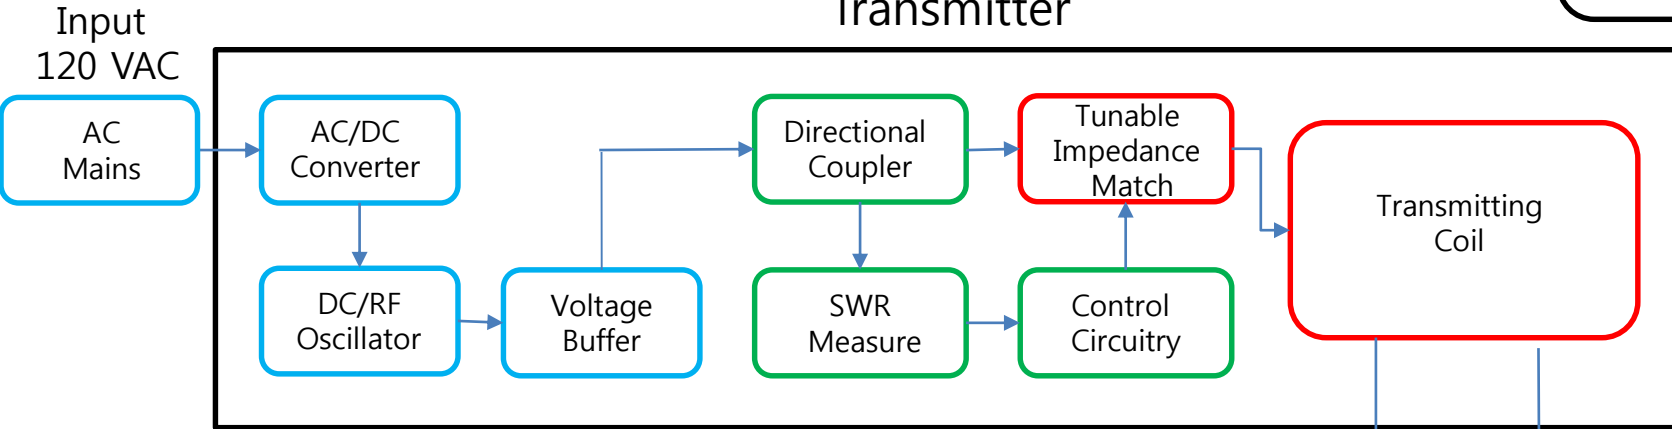 Transmitter
Input
120 VAC
AC
Mains
AC/DC
Converter
Directional
Coupler
Tunable
Impedance
Match
Transmitting
Coil
DC/RF
Oscillator
Voltage
Buffer
SWR
Measure
Control
Circuitry